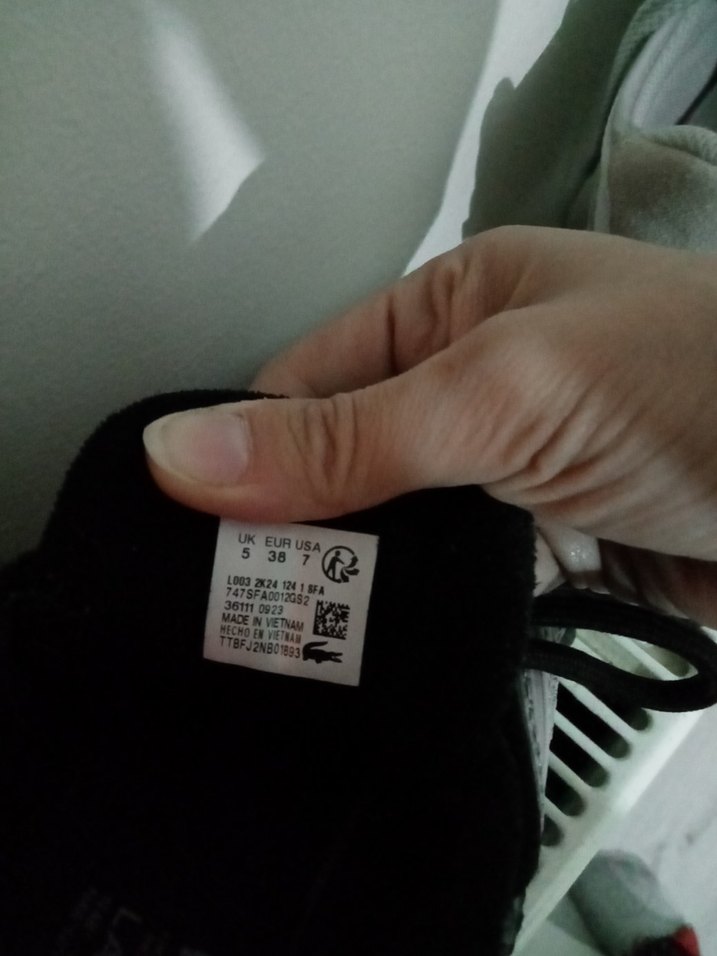 UK EUR USA
5 38 7
L003 2K24 124 1 SFA
747SFA0012GS2
36111 0923
MADE IN VIETNAM
HECHO EN VIETNAM
TTBFJ2NB01893